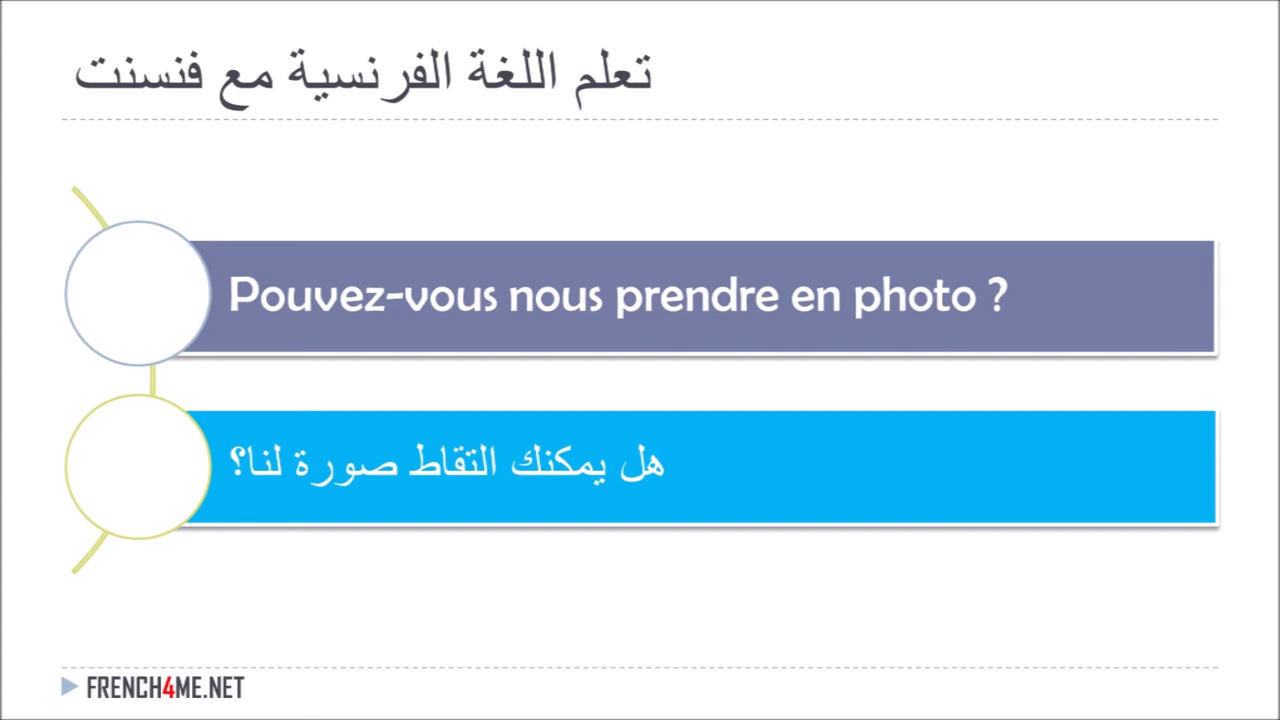 تعلم اللغة الفرنسية مع فنسنت
Pouvez-vous nous prendre en photo ?
هل يمكنك التقاط صورة لنا؟
FRENCH4ME.NET